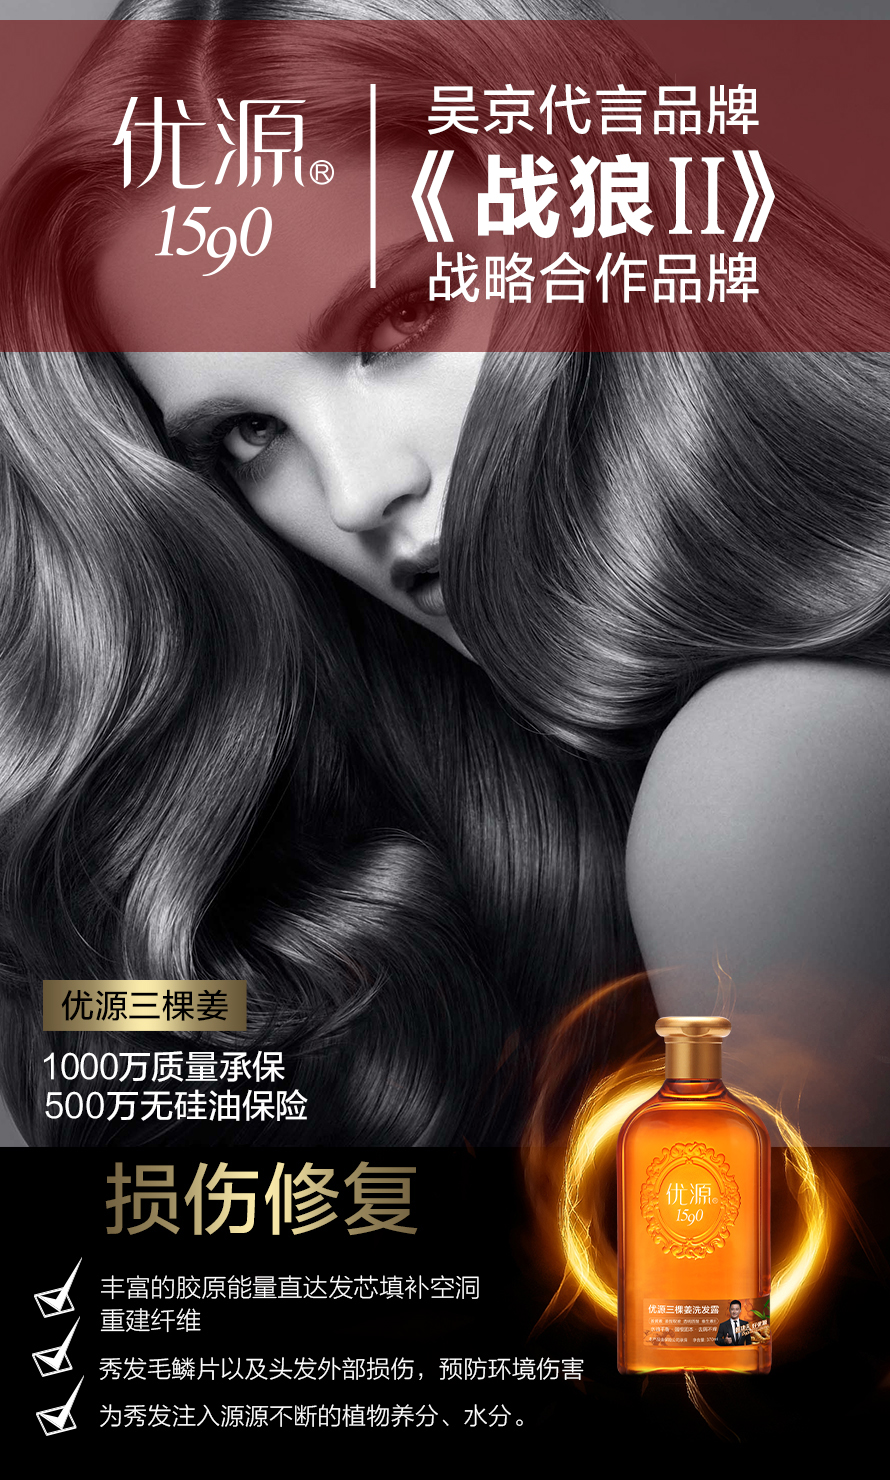 优源®
1590
吴京代言品牌
《战狼II》
战略合作品牌
优源三棵姜
1000万质量承保
500万无硅油保险
损伤修复
丰富的胶原能量直达发芯填补空洞
重建纤维
秀发毛鳞片以及头发外部损伤，预防环境伤害
为秀发注入源源不断的植物养分、水分。
优源®
1590
优源三棵姜洗发露